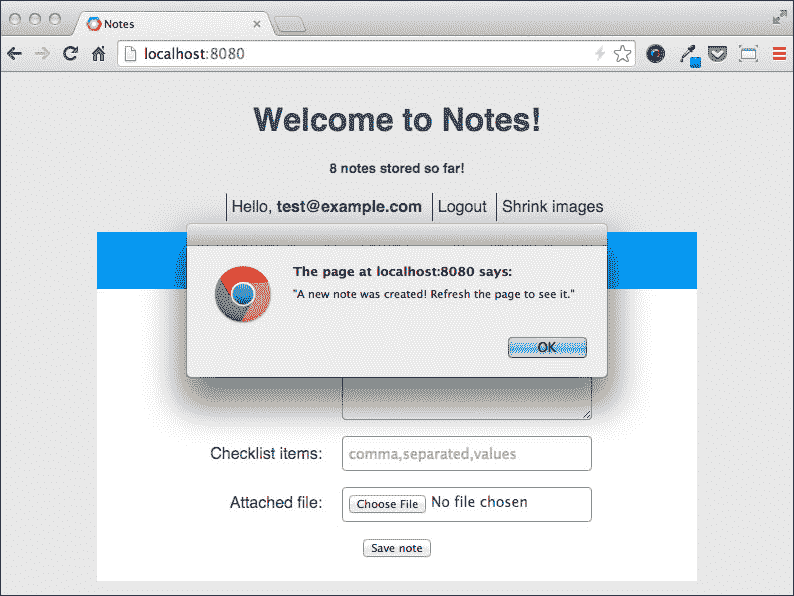 Notes
localhost:8080
Welcome to Notes!
8 notes stored so far!
Hello, test@example.com Logout Shrink images
The page at localhost:8080 says:
"A new note was created! Refresh the page to see it."
OK
Checklist items: comma,separated,values
Attached file: Choose File No file chosen
Save note